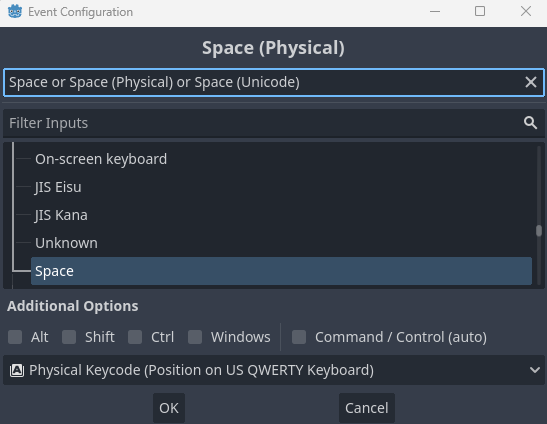 Event Configuration
Space (Physical)
Space or Space (Physical) or Space (Unicode)
Filter Inputs
On-screen keyboard
JIS Eisu
JIS Kana
Unknown
Space
Additional Options
Alt Shift Ctrl Windows Command / Control (auto)
Physical Keycode (Position on US QWERTY Keyboard)
OK Cancel